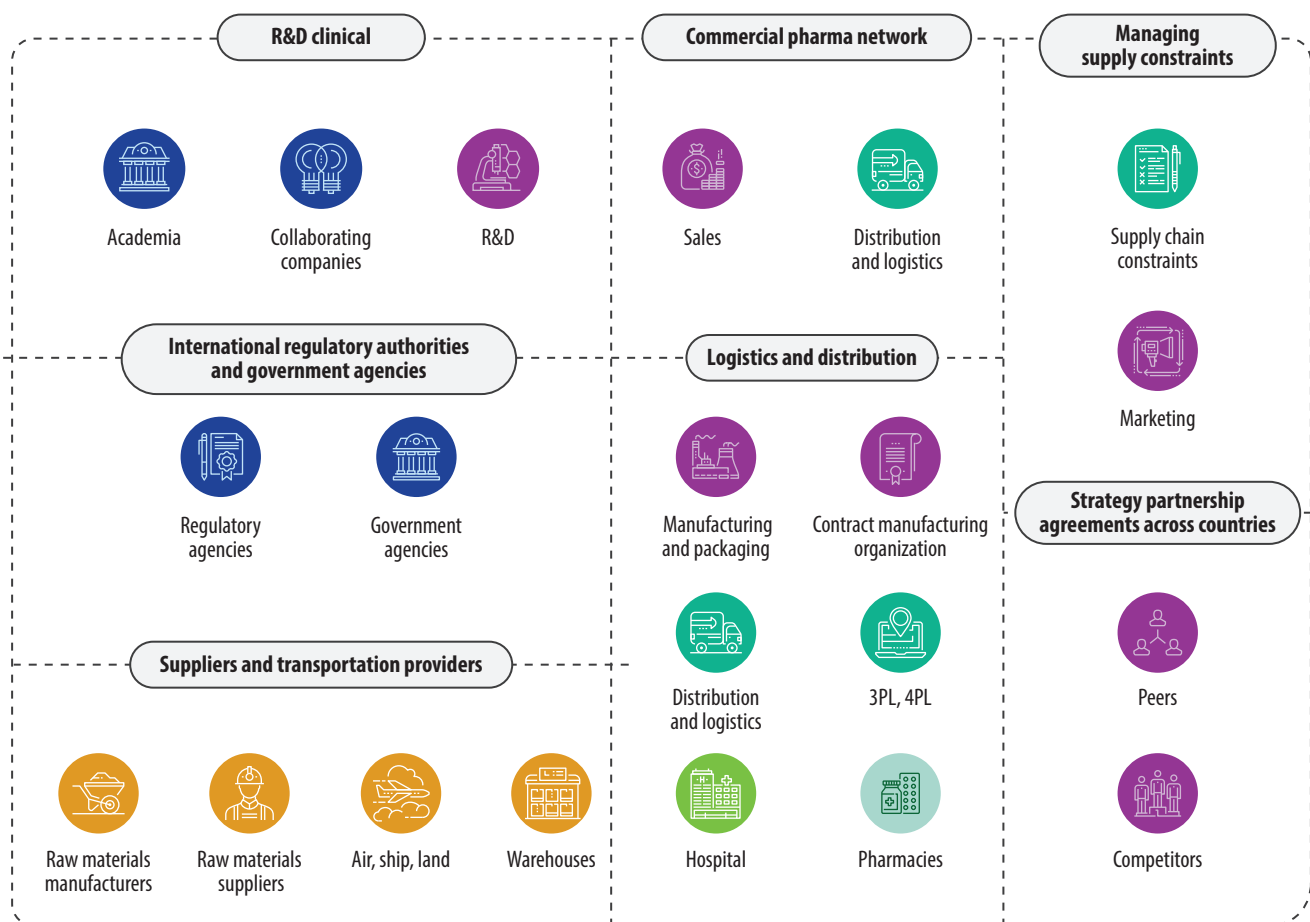 R&D clinical
Academia
Collaborating
companies
R&D
International regulatory authorities
and government agencies
Regulatory
agencies
Government
agencies
Suppliers and transportation providers
Raw materials
manufacturers
Raw materials
suppliers
Air, ship, land
Warehouses
Commercial pharma network
Sales
Distribution
and logistics
Logistics and distribution
Manufacturing
and packaging
Contract manufacturing
organization
Distribution
and logistics
3PL, 4PL
Hospital
Pharmacies
Managing
supply constraints
Supply chain
constraints
Marketing
Strategy partnership
agreements across countries
Peers
Competitors